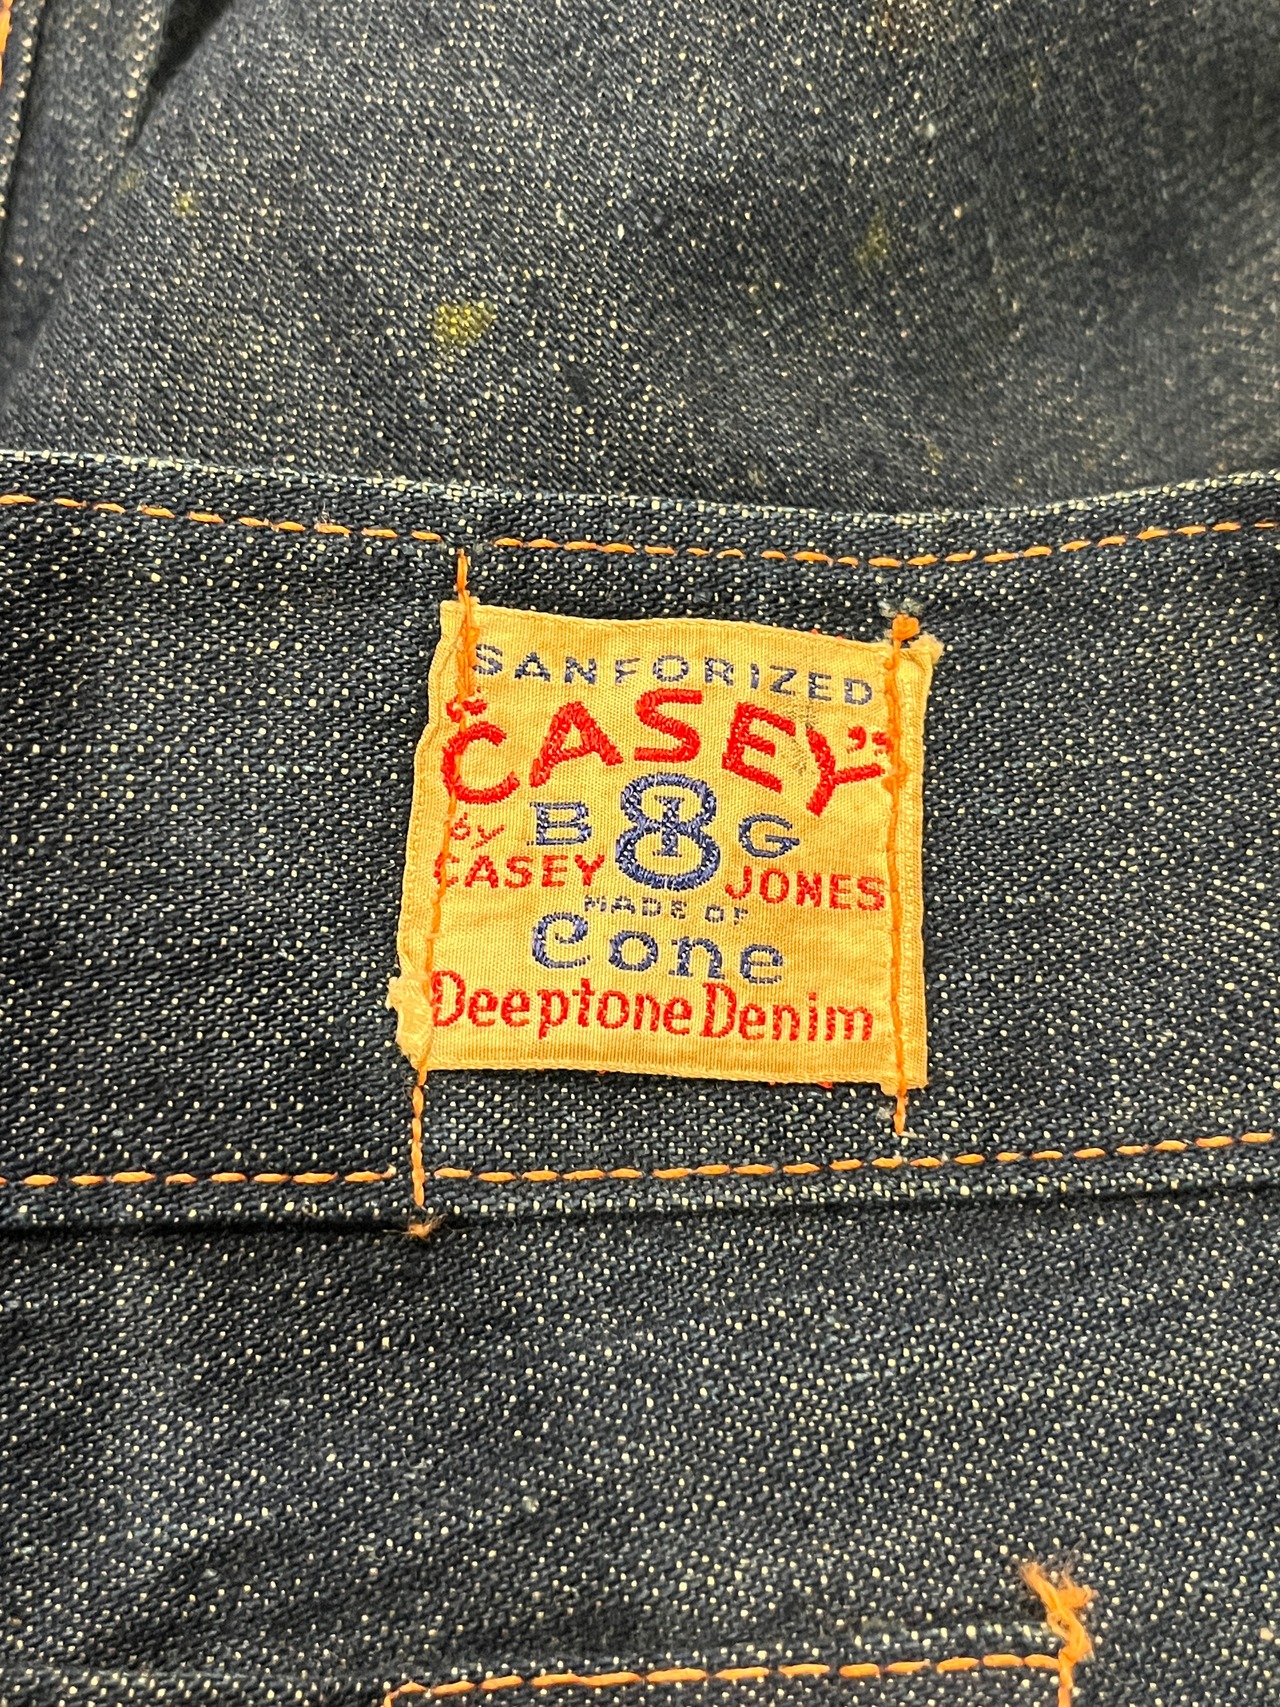 SANFORIZED
"CASEY"
B I G
8
by
CASEY JONES
MADE OF
Cone
Deeptone Denim